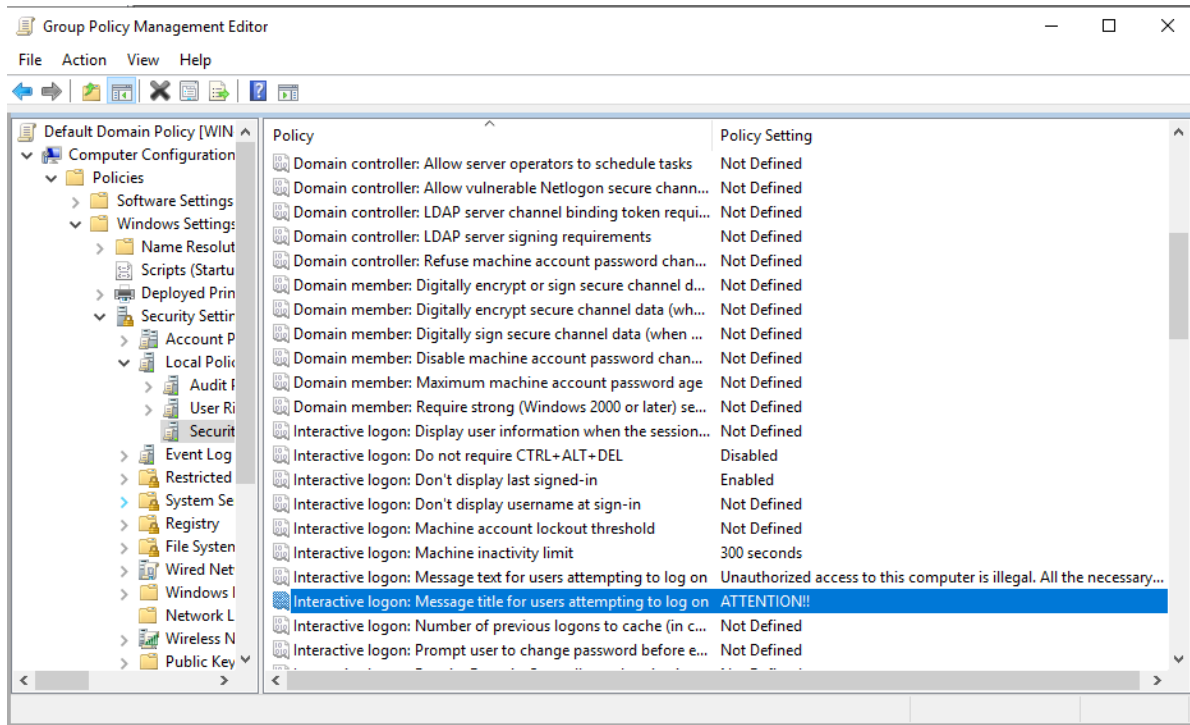 Group Policy Management Editor
File Action View Help
Default Domain Policy [WIN
Computer Configuration
Policies
Software Settings
Windows Settings
Name Resolut
Scripts (Startu
Deployed Prin
Security Settin
Account P
Local Polic
Audit P
User Ri
Securit
Event Log
Restricted
System Se
Registry
File System
Wired Net
Windows
Network L
Wireless N
Public Key
Policy Policy Setting
Domain controller: Allow server operators to schedule tasks Not Defined
Domain controller: Allow vulnerable Netlogon secure chann... Not Defined
Domain controller: LDAP server channel binding token requi... Not Defined
Domain controller: LDAP server signing requirements Not Defined
Domain controller: Refuse machine account password chan... Not Defined
Domain member: Digitally encrypt or sign secure channel d... Not Defined
Domain member: Digitally encrypt secure channel data (wh... Not Defined
Domain member: Digitally sign secure channel data (when ... Not Defined
Domain member: Disable machine account password chan... Not Defined
Domain member: Maximum machine account password age Not Defined
Domain member: Require strong (Windows 2000 or later) se... Not Defined
Interactive logon: Display user information when the session... Not Defined
Interactive logon: Do not require CTRL+ALT+DEL Disabled
Interactive logon: Don't display last signed-in Enabled
Interactive logon: Don't display username at sign-in Not Defined
Interactive logon: Machine account lockout threshold Not Defined
Interactive logon: Machine inactivity limit 300 seconds
Interactive logon: Message text for users attempting to log on Unauthorized access to this computer is illegal. All the necessary...
Interactive logon: Message title for users attempting to log on ATTENTION!!
Interactive logon: Number of previous logons to cache (in c... Not Defined
Interactive logon: Prompt user to change password before e... Not Defined